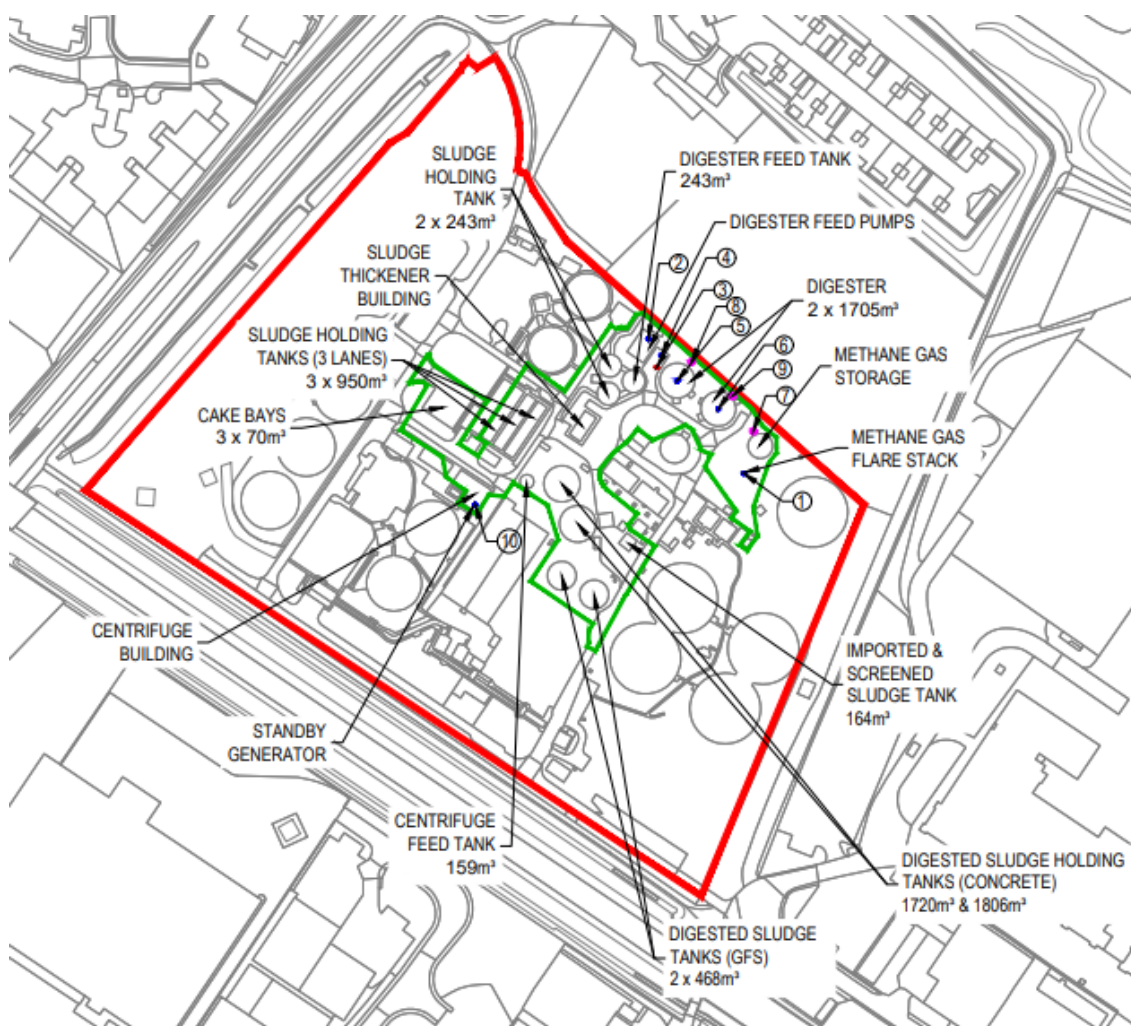 SLUDGE
HOLDING
TANK
2 x 243m³
DIGESTER FEED TANK
243m³
DIGESTER FEED PUMPS
SLUDGE
THICKENER
BUILDING
②
④
③
⑧
⑤
DIGESTER
2 x 1705m³
⑥
⑨
⑦
SLUDGE HOLDING
TANKS (3 LANES)
3 x 950m³
METHANE GAS
STORAGE
CAKE BAYS
3 x 70m³
METHANE GAS
FLARE STACK
①
⑩
CENTRIFUGE
BUILDING
IMPORTED &
SCREENED
SLUDGE TANK
164m³
STANDBY
GENERATOR
CENTRIFUGE
FEED TANK
159m³
DIGESTED SLUDGE HOLDING
TANKS (CONCRETE)
1720m³ & 1806m³
DIGESTED SLUDGE
TANKS (GFS)
2 x 468m³